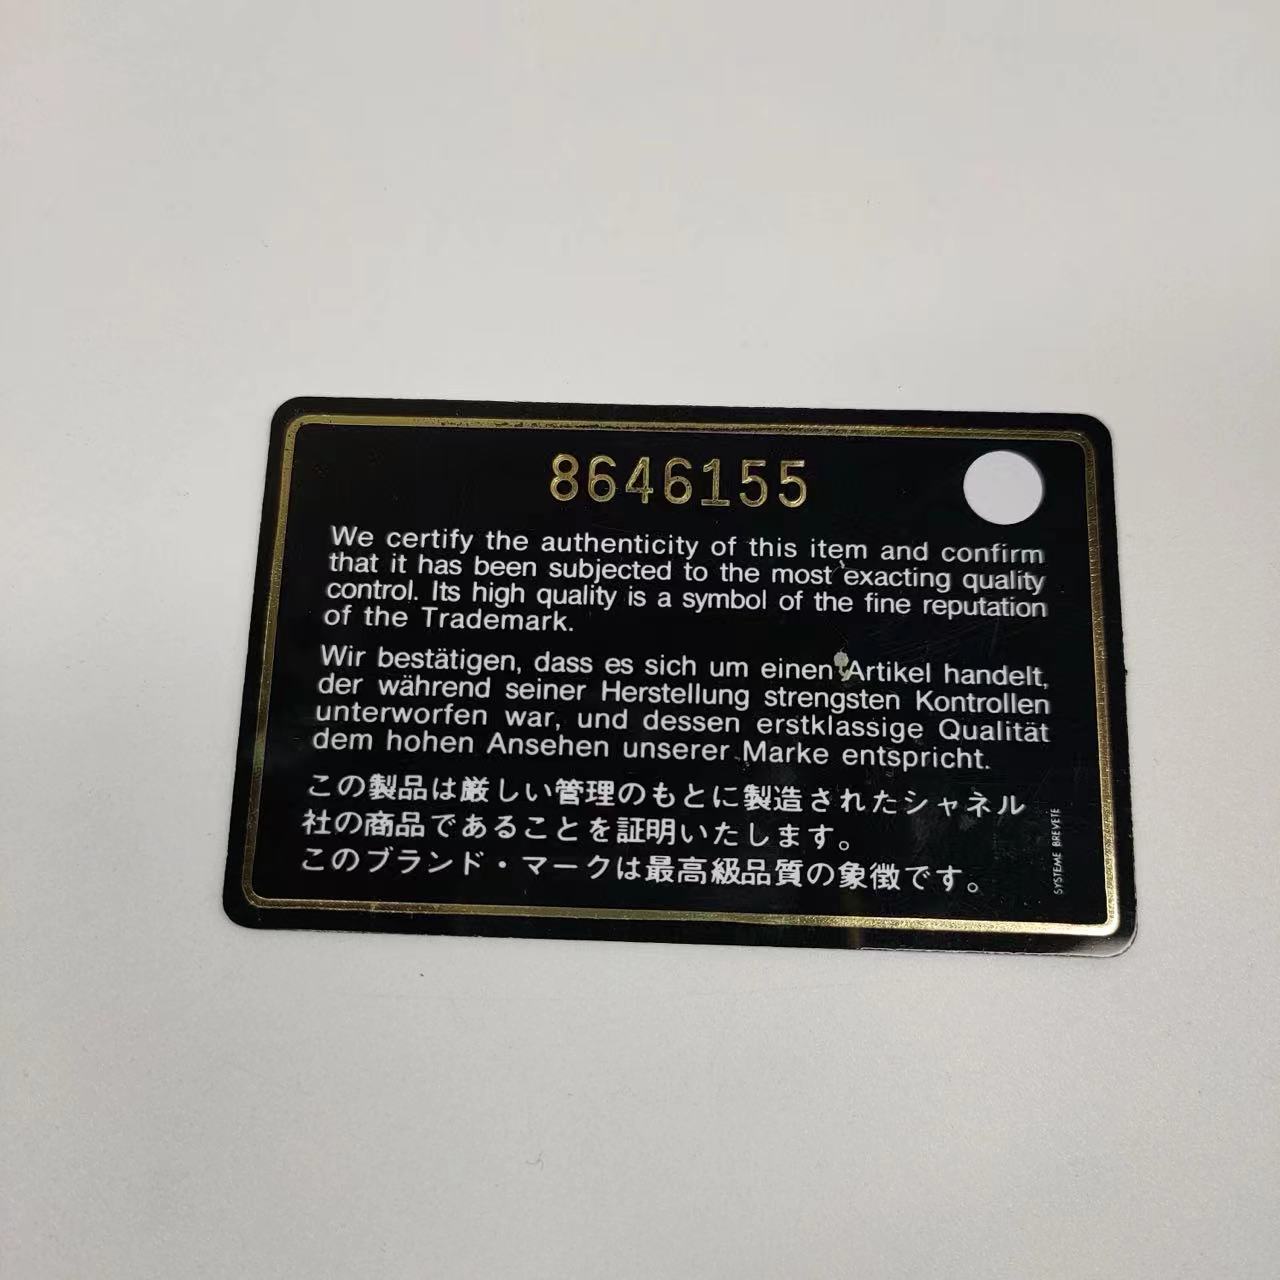 8646155
We certify the authenticity of this item and confirm
that it has been subjected to the most exacting quality
control. Its high quality is a symbol of the fine reputation
of the Trademark.
Wir bestätigen, dass es sich um einen Artikel handelt,
der während seiner Herstellung strengsten Kontrollen
unterworfen war, und dessen erstklassige Qualität
dem hohen Ansehen unserer Marke entspricht.
この製品は厳しい管理のもとに製造されたシャネル
社の商品であることを証明いたします。
このブランド・マークは最高級品質の象徴です。
SYSTEME BREVETE